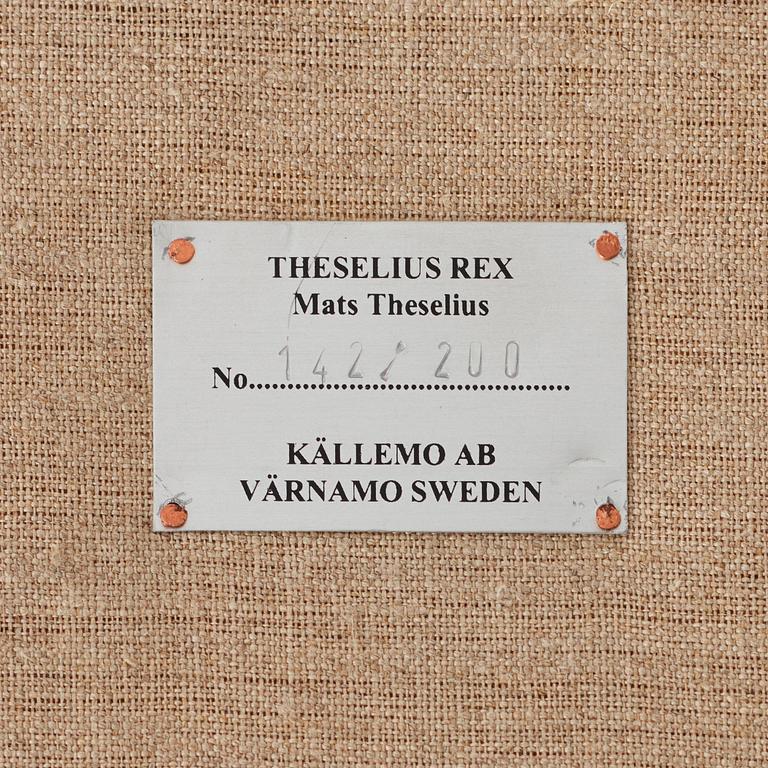 THESELIUS REX
Mats Theselius
No.......................................... 142/200
KÄLLEMO AB
VÄRNAMO SWEDEN